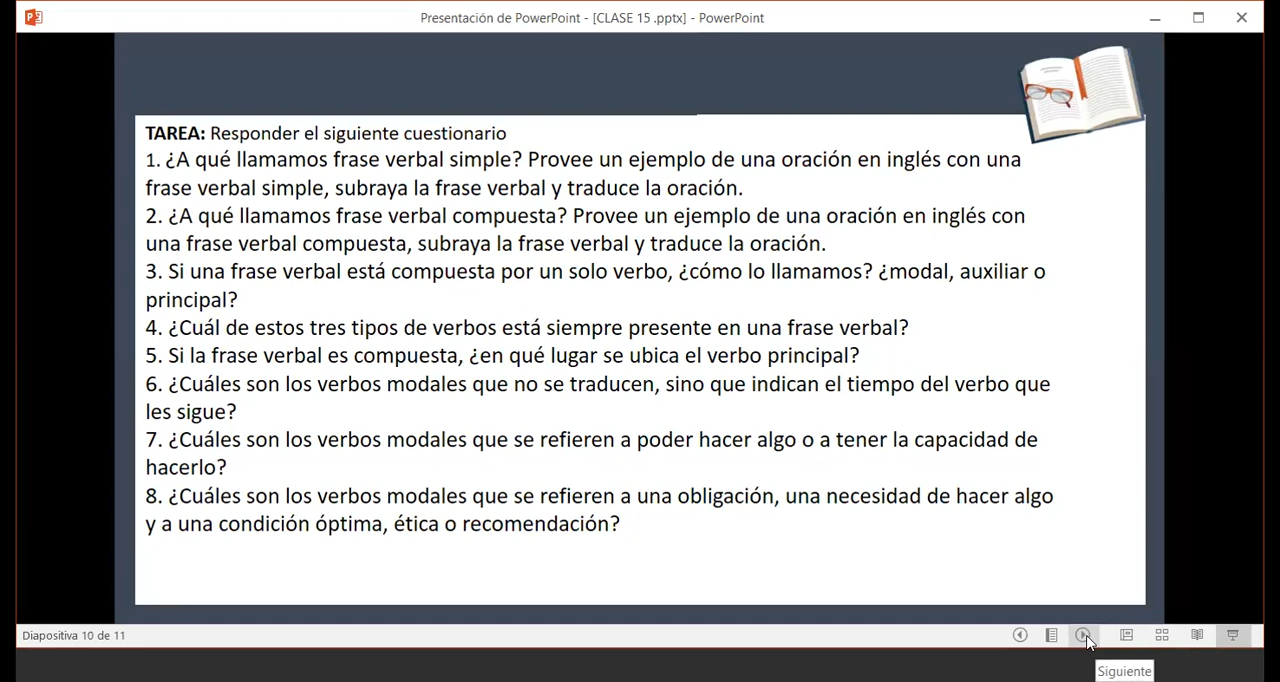 Presentación de PowerPoint - [CLASE 15 .pptx] - PowerPoint
TAREA: Responder el siguiente cuestionario
1. ¿A qué llamamos frase verbal simple? Provee un ejemplo de una oración en inglés con una
frase verbal simple, subraya la frase verbal y traduce la oración.
2. ¿A qué llamamos frase verbal compuesta? Provee un ejemplo de una oración en inglés con
una frase verbal compuesta, subraya la frase verbal y traduce la oración.
3. Si una frase verbal está compuesta por un solo verbo, ¿cómo lo llamamos? ¿modal, auxiliar o
principal?
4. ¿Cuál de estos tres tipos de verbos está siempre presente en una frase verbal?
5. Si la frase verbal es compuesta, ¿en qué lugar se ubica el verbo principal?
6. ¿Cuáles son los verbos modales que no se traducen, sino que indican el tiempo del verbo que
les sigue?
7. ¿Cuáles son los verbos modales que se refieren a poder hacer algo o a tener la capacidad de
hacerlo?
8. ¿Cuáles son los verbos modales que se refieren a una obligación, una necesidad de hacer algo
y a una condición óptima, ética o recomendación?
Diapositiva 10 de 11
Siguiente